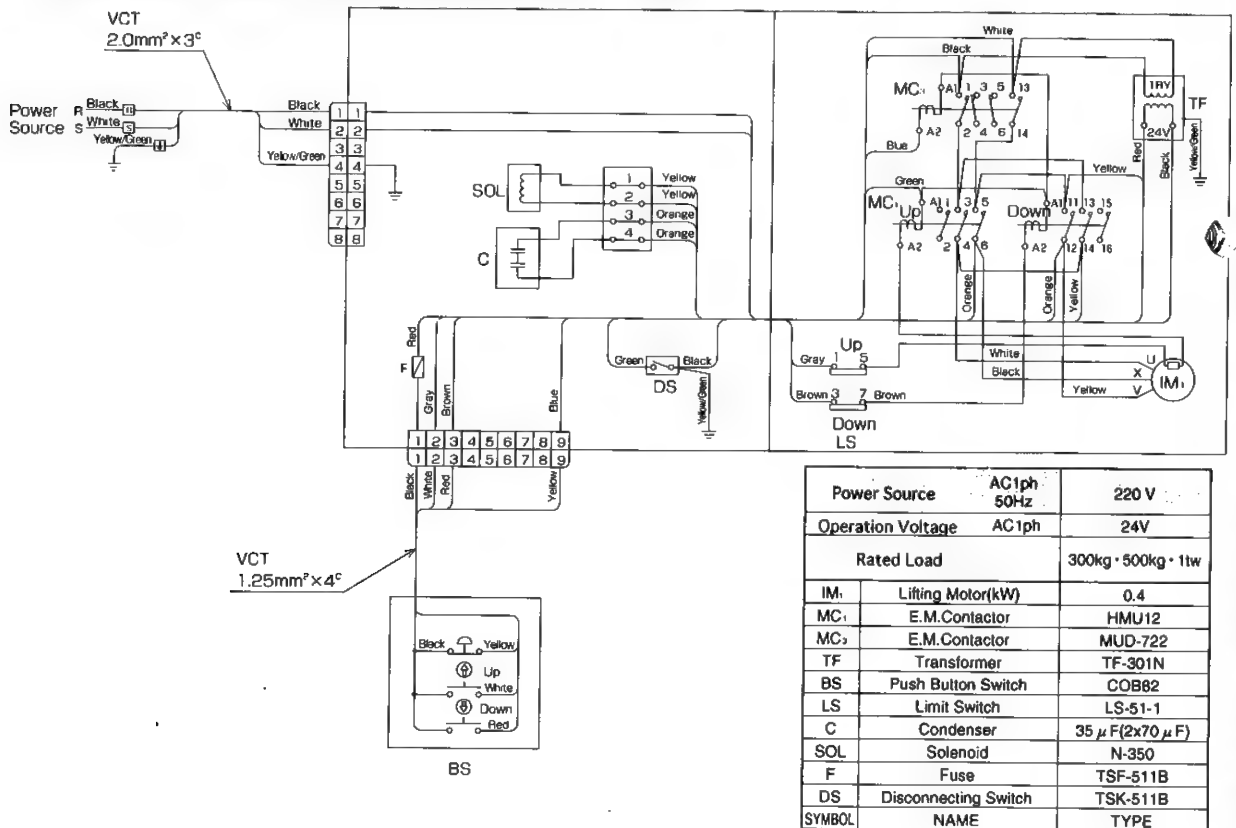 VCT
2.0mm²×3ᶜ
Power
Source
R
Black
R
S
White
S
Yellow/Green
Black
White
Yellow/Green
1 1
2 2
3 3
4 4
5 5
6 6
7 7
8 8
SOL
C
1
2
3
4
Yellow
Yellow
Orange
Orange
White
Black
MC₃
A1 1 3 5 13
A2 2 4 6 14
Blue
1RY
24V
TF
Red
Black
Yellow/Green
Green
Yellow
MC₁
Up
A1 1 3 5
A2 2 4 6
Down
A1 11 13 15
A2 12 14 16
Orange
Orange
Yellow
Red
F
Gray
Brown
Blue
Green
Black
DS
Yellow/Green
Up
Gray 1 5
Brown 3 7 Brown
Down
LS
White
Black
Yellow
U
X
V
IM₁
1 2 3 4 5 6 7 8 9
1 2 3 4 5 6 7 8 9
Black
White
Red
Yellow
VCT
1.25mm²×4ᶜ
Black
Yellow
Up
White
Down
Red
BS
Power Source AC1ph 50Hz 220 V
Operation Voltage AC1ph 24V
Rated Load 300kg・500kg・1tw
IM₁ Lifting Motor(kW) 0.4
MC₁ E.M.Contactor HMU12
MC₃ E.M.Contactor MUD-722
TF Transformer TF-301N
BS Push Button Switch COB82
LS Limit Switch LS-51-1
C Condenser 35 μF(2x70 μF)
SOL Solenoid N-350
F Fuse TSF-511B
DS Disconnecting Switch TSK-511B
SYMBOL NAME TYPE